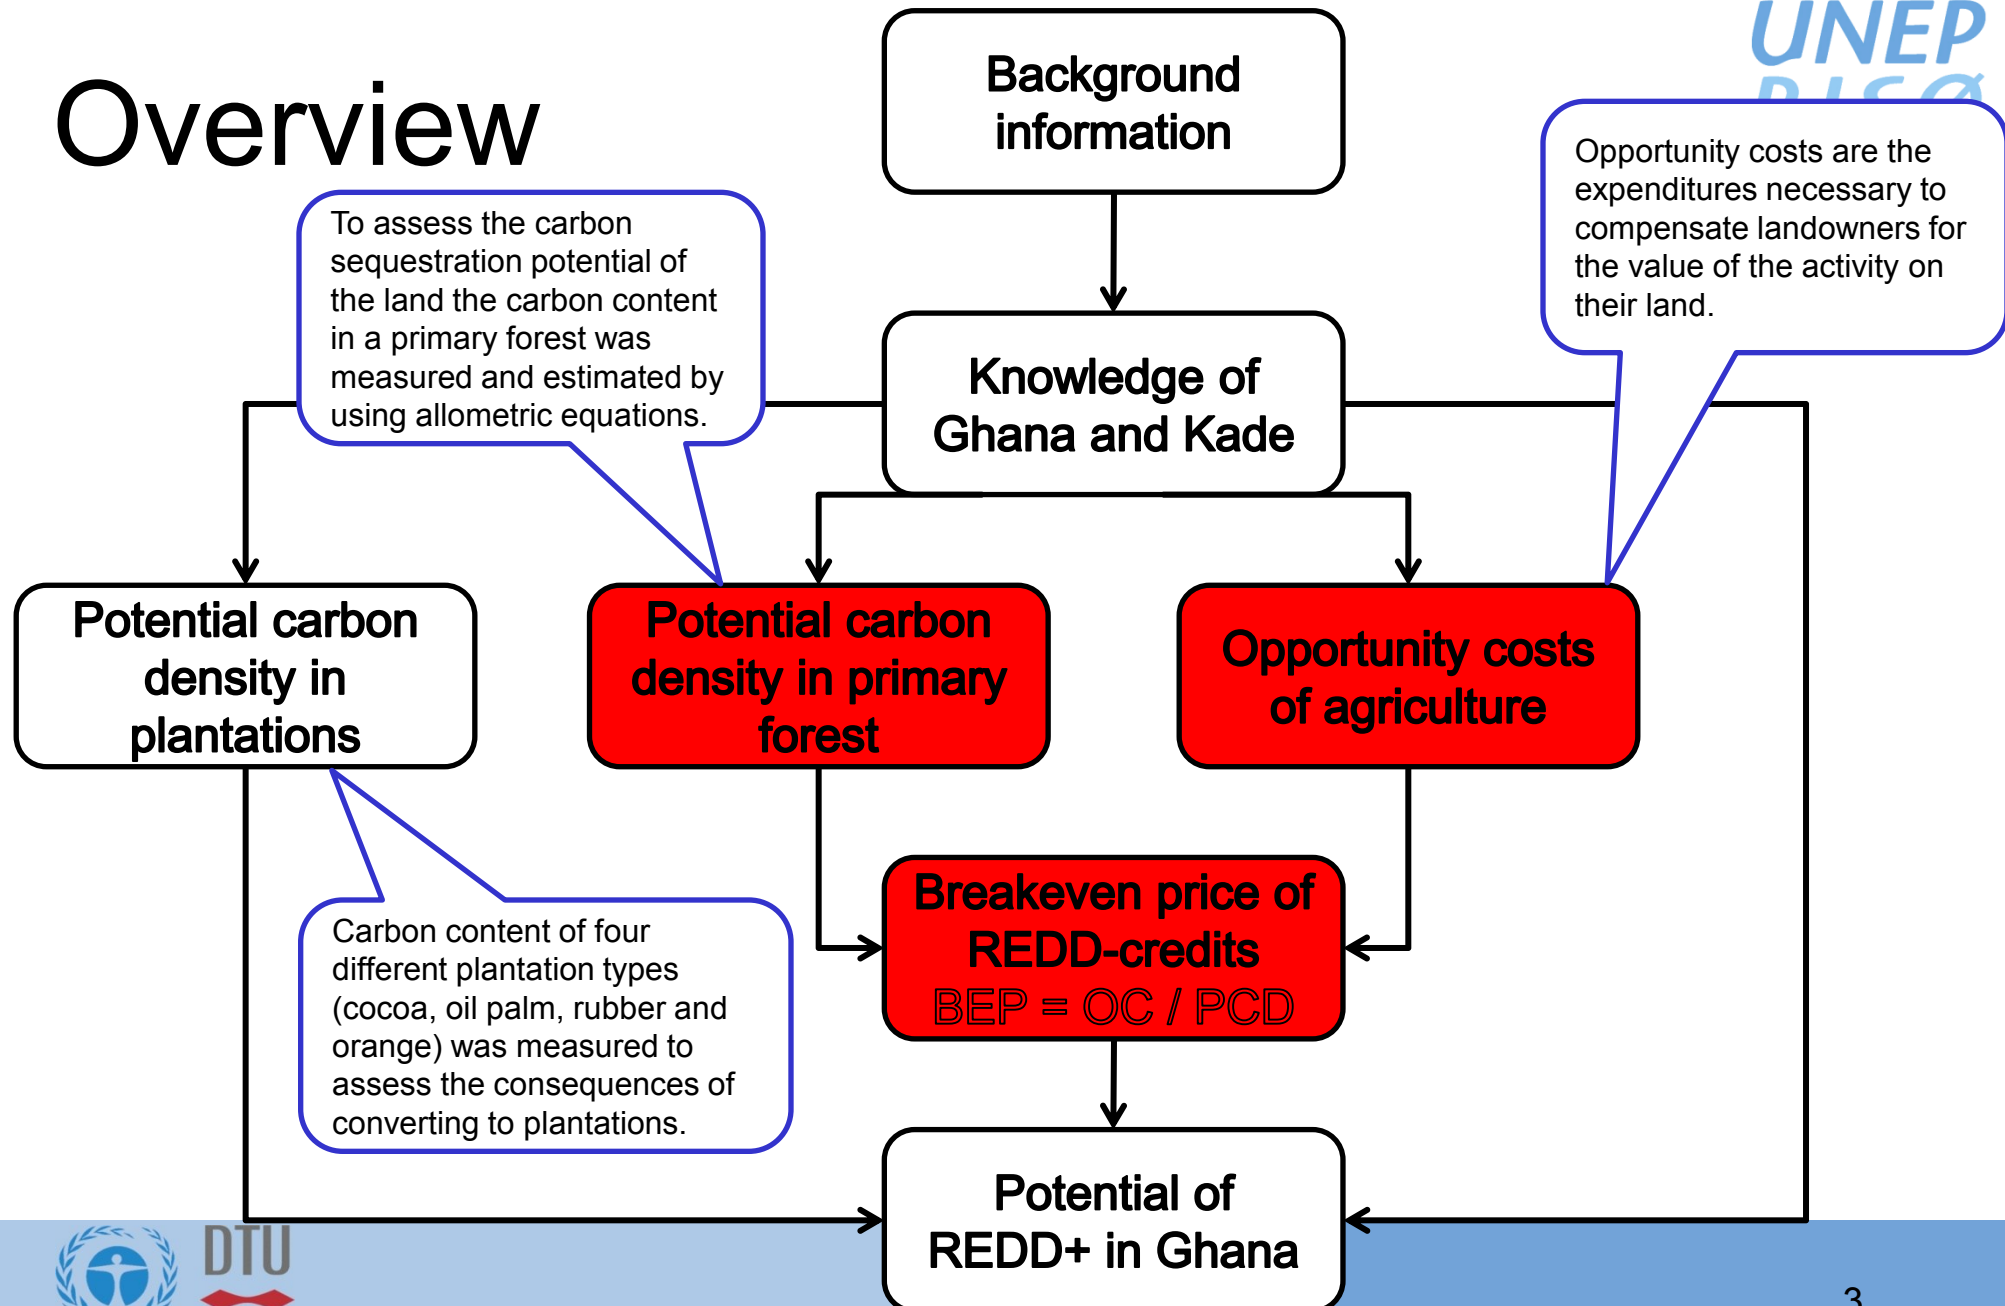 Overview
UNEP
Background
information
Opportunity costs are the
expenditures necessary to
compensate landowners for
the value of the activity on
their land.
To assess the carbon
sequestration potential of
the land the carbon content
in a primary forest was
measured and estimated by
using allometric equations.
Knowledge of
Ghana and Kade
Potential carbon
density in
plantations
Potential carbon
density in primary
forest
Opportunity costs
of agriculture
Breakeven price of
REDD-credits
BEP = OC / PCD
Carbon content of four
different plantation types
(cocoa, oil palm, rubber and
orange) was measured to
assess the consequences of
converting to plantations.
Potential of
REDD+ in Ghana
DTU
3